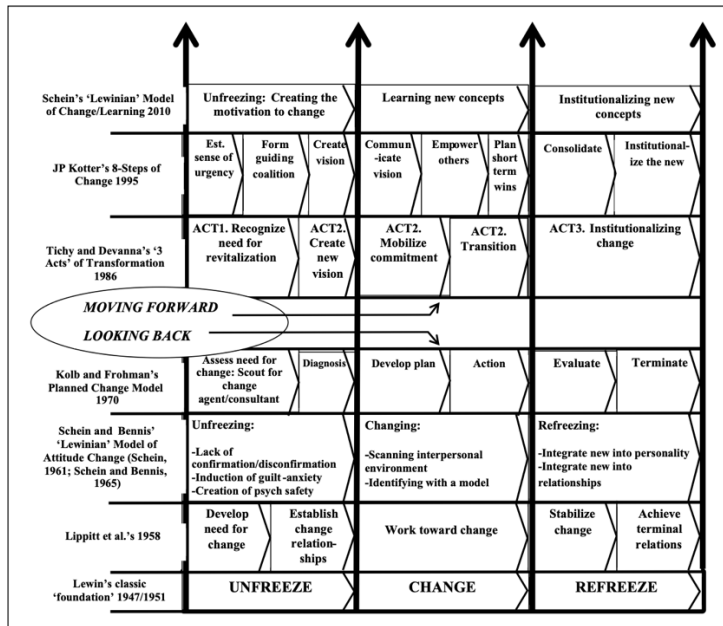 Schein's 'Lewinian' Model
of Change/Learning 2010
Unfreezing: Creating the
motivation to change
Learning new concepts
Institutionalizing new
concepts
JP Kotter's 8-Steps of
Change 1995
Est.
sense of
urgency
Form
guiding
coalition
Create
vision
Commun
-icate
vision
Empower
others
Plan
short
term
wins
Consolidate
Institutional-
ize the new
Tichy and Devanna's '3
Acts' of Transformation
1986
ACT1. Recognize
need for
revitalization
ACT2.
Create
new
vision
ACT2.
Mobilize
commitment
ACT2.
Transition
ACT3. Institutionalizing
change
MOVING FORWARD
LOOKING BACK
Kolb and Frohman's
Planned Change Model
1970
Assess need for
change: Scout for
change
agent/consultant
Diagnosis
Develop plan
Action
Evaluate
Terminate
Schein and Bennis'
'Lewinian' Model of
Attitude Change (Schein,
1961; Schein and Bennis,
1965)
Unfreezing:
-Lack of
confirmation/disconfirmation
-Induction of guilt-anxiety
-Creation of psych safety
Changing:
-Scanning interpersonal
environment
-Identifying with a model
Refreezing:
-Integrate new into personality
-Integrate new into
relationships
Lippitt et al.'s 1958
Develop
need for
change
Establish
change
relation-
ships
Work toward change
Stabilize
change
Achieve
terminal
relations
Lewin's classic
'foundation' 1947/1951
UNFREEZE
CHANGE
REFREEZE